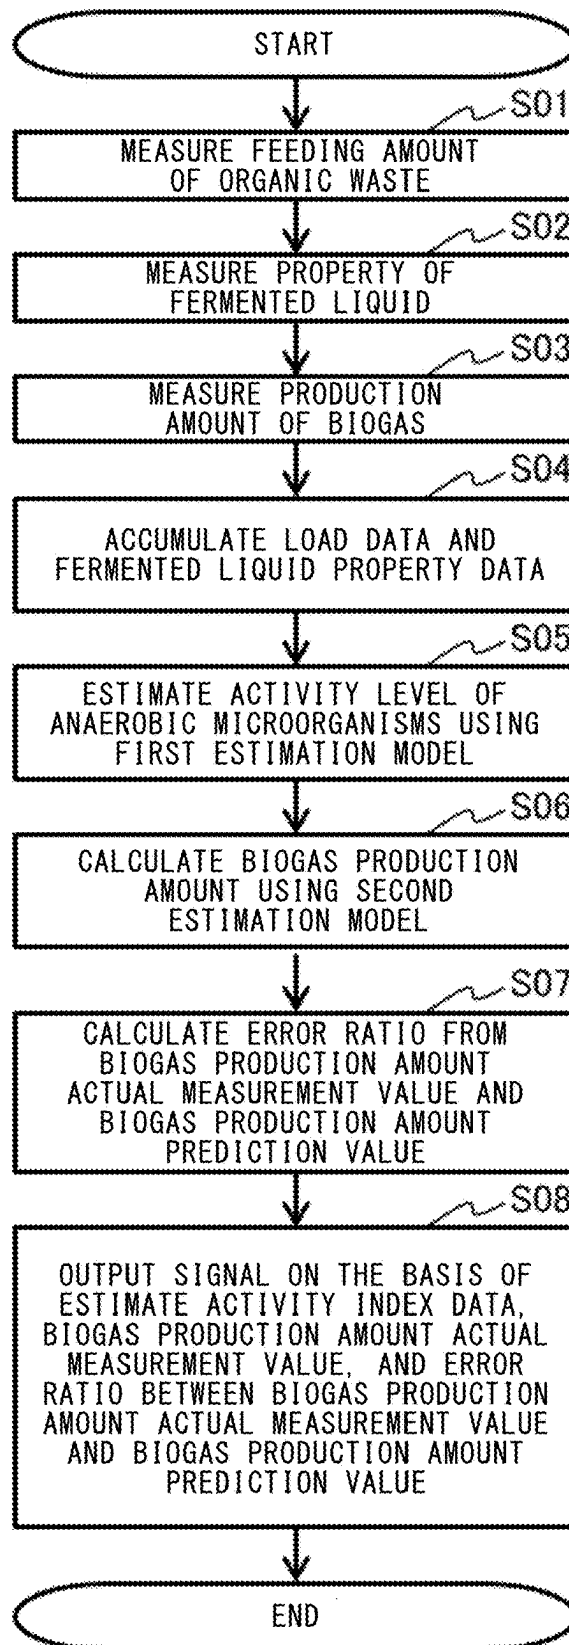 START
S01
MEASURE FEEDING AMOUNT
OF ORGANIC WASTE
S02
MEASURE PROPERTY OF
FERMENTED LIQUID
S03
MEASURE PRODUCTION
AMOUNT OF BIOGAS
S04
ACCUMULATE LOAD DATA AND
FERMENTED LIQUID PROPERTY DATA
S05
ESTIMATE ACTIVITY LEVEL OF
ANAEROBIC MICROORGANISMS USING
FIRST ESTIMATION MODEL
S06
CALCULATE BIOGAS PRODUCTION
AMOUNT USING SECOND
ESTIMATION MODEL
S07
CALCULATE ERROR RATIO FROM
BIOGAS PRODUCTION AMOUNT
ACTUAL MEASUREMENT VALUE AND
BIOGAS PRODUCTION AMOUNT
PREDICTION VALUE
S08
OUTPUT SIGNAL ON THE BASIS OF
ESTIMATE ACTIVITY INDEX DATA,
BIOGAS PRODUCTION AMOUNT ACTUAL
MEASUREMENT VALUE, AND ERROR
RATIO BETWEEN BIOGAS PRODUCTION
AMOUNT ACTUAL MEASUREMENT VALUE
AND BIOGAS PRODUCTION AMOUNT
PREDICTION VALUE
END